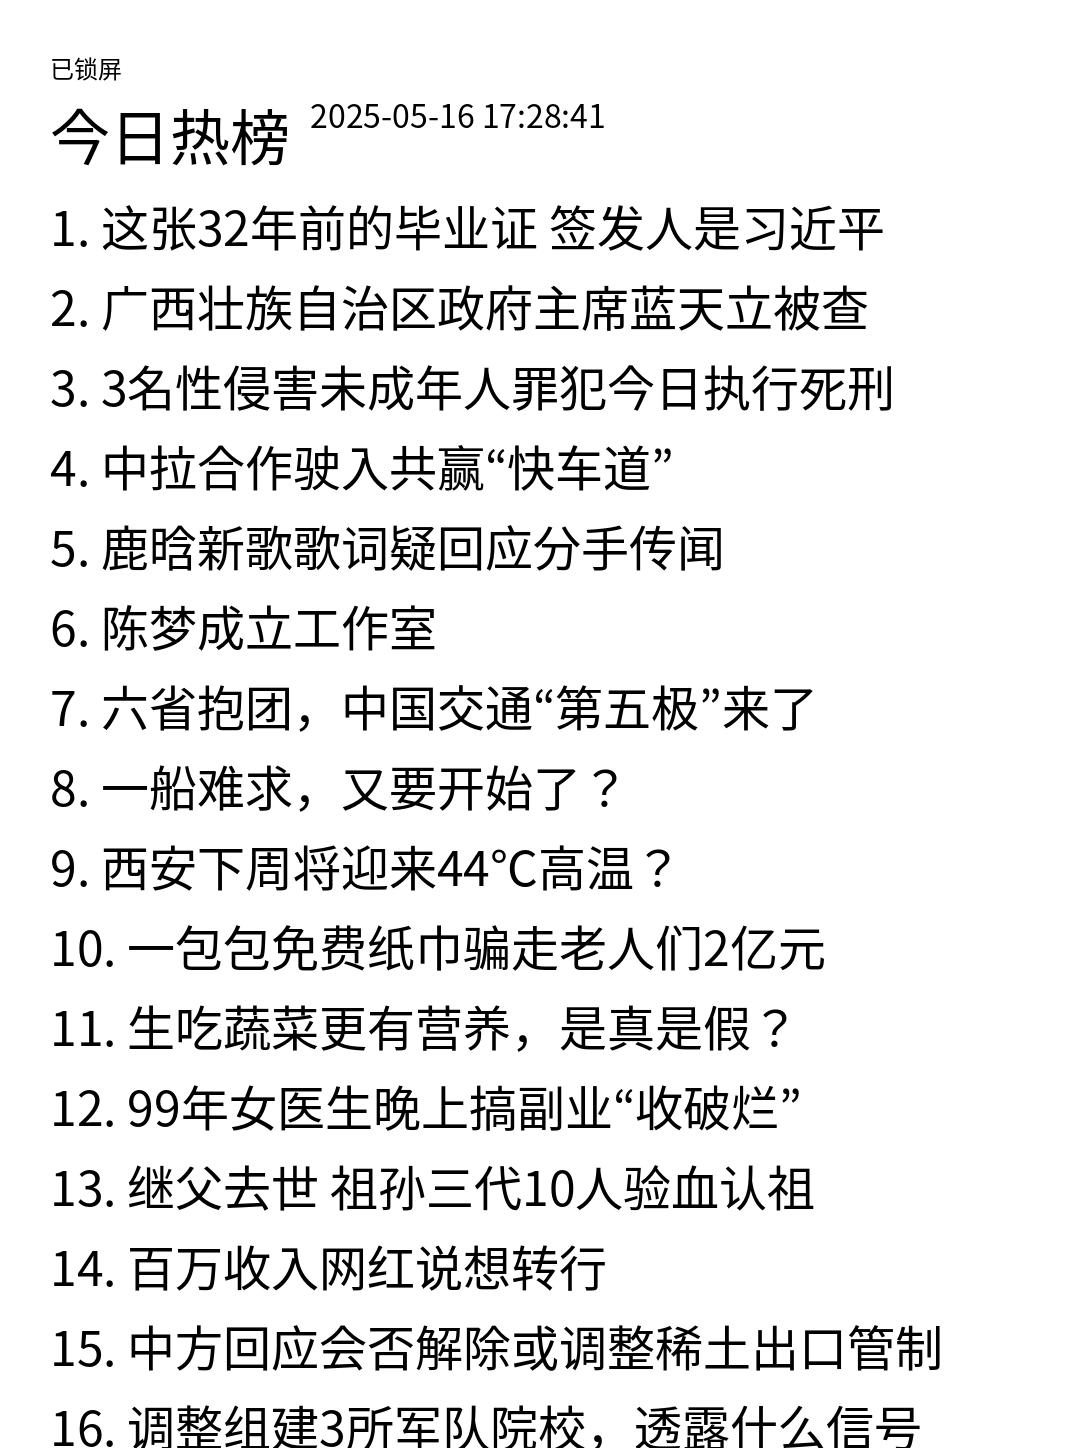 已锁屏
今日热榜 2025-05-16 17:28:41
1. 这张32年前的毕业证 签发人是习近平
2. 广西壮族自治区政府主席蓝天立被查
3. 3名性侵害未成年人罪犯今日执行死刑
4. 中拉合作驶入共赢“快车道”
5. 鹿晗新歌歌词疑回应分手传闻
6. 陈梦成立工作室
7. 六省抱团，中国交通“第五极”来了
8. 一船难求，又要开始了？
9. 西安下周将迎来44℃高温？
10. 一包包免费纸巾骗走老人们2亿元
11. 生吃蔬菜更有营养，是真是假？
12. 99年女医生晚上搞副业“收破烂”
13. 继父去世 祖孙三代10人验血认祖
14. 百万收入网红说想转行
15. 中方回应会否解除或调整稀土出口管制
16. 调整组建3所军队院校，透露什么信号